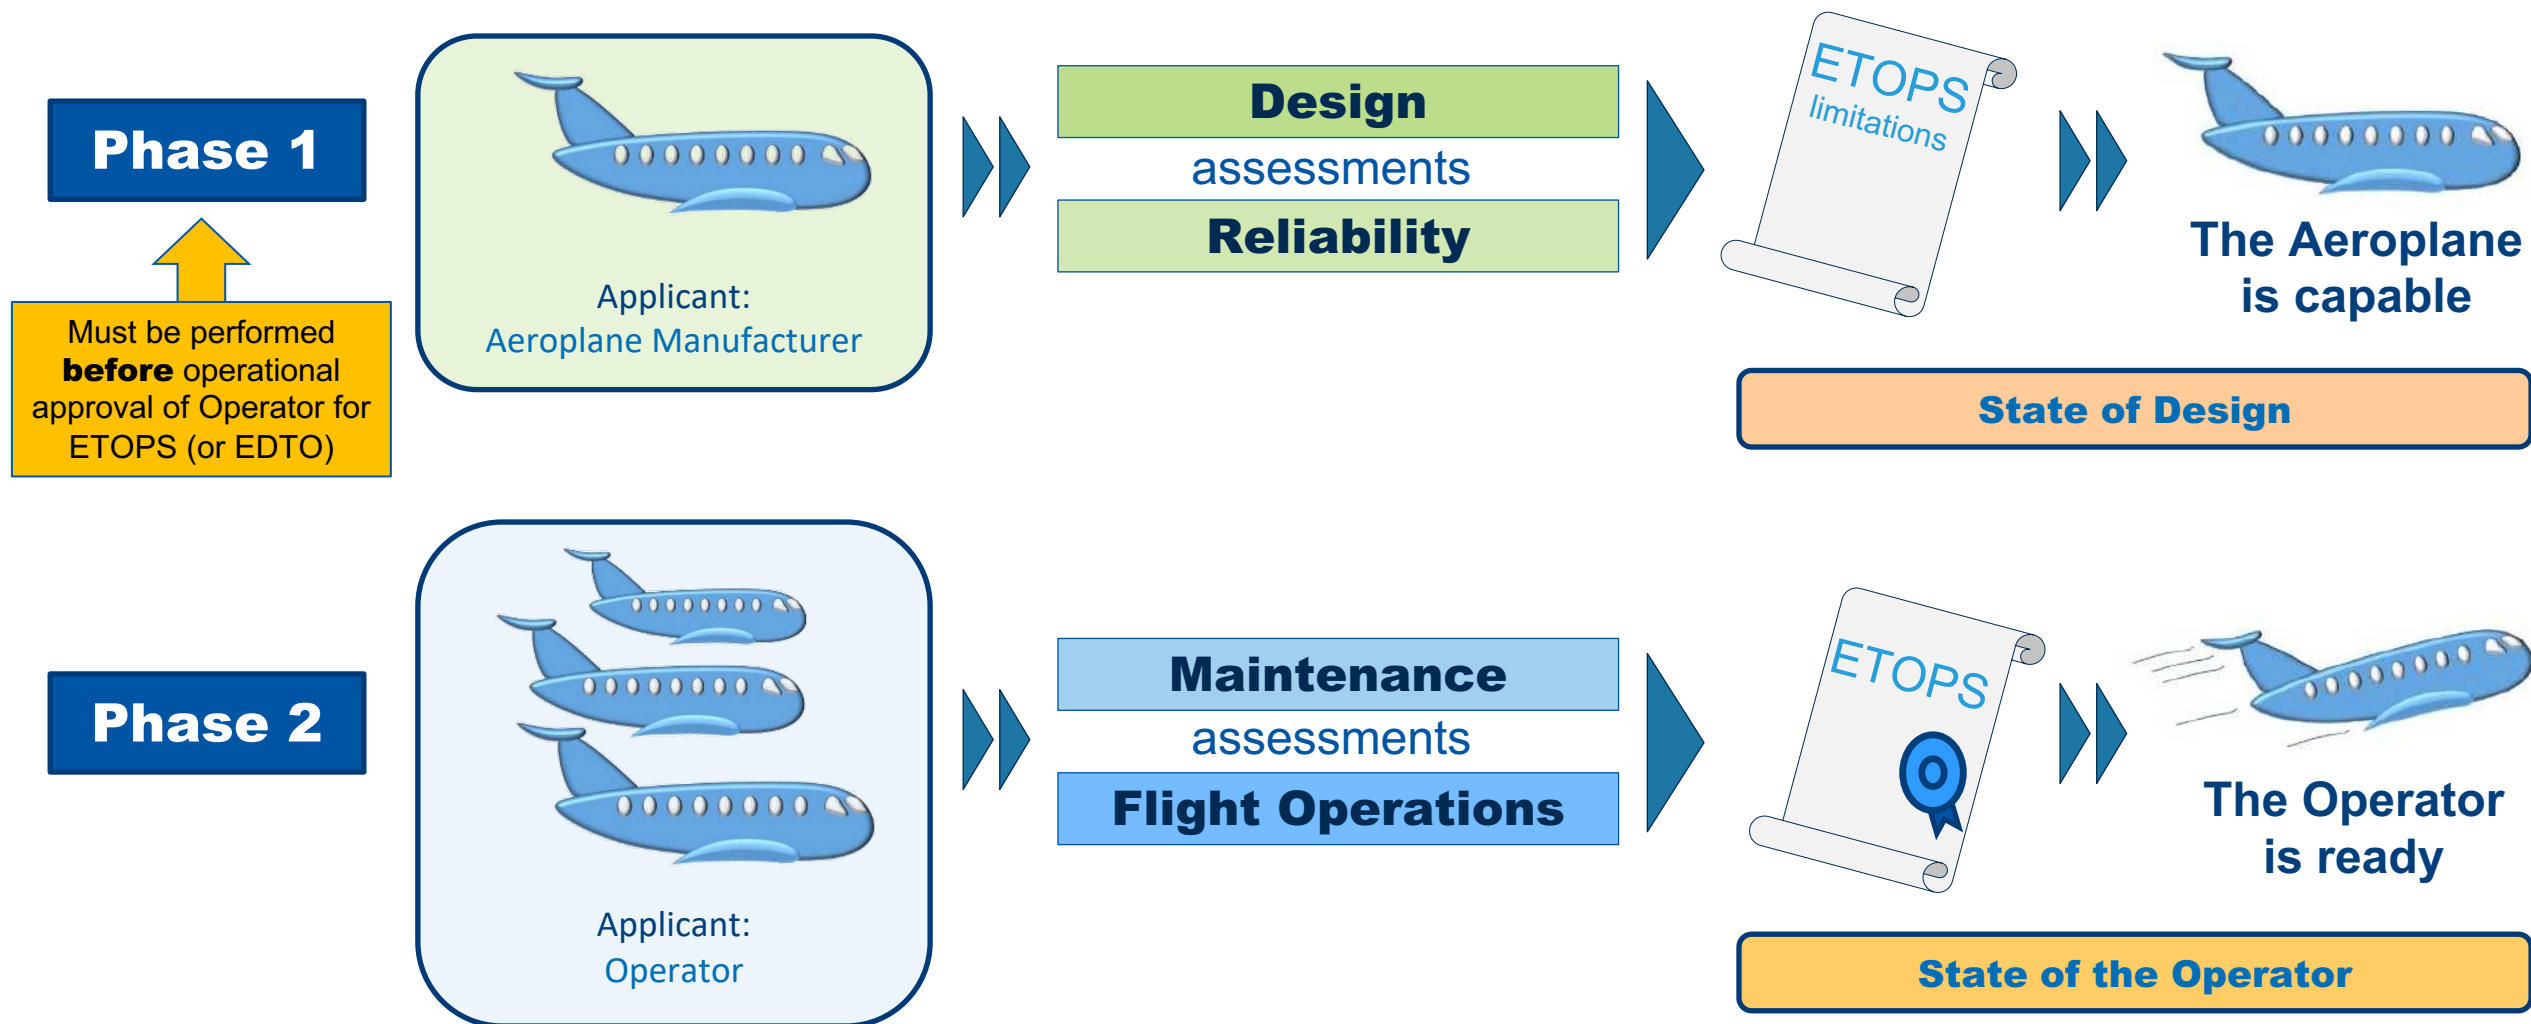 Phase 1
Must be performed
before operational
approval of Operator for
ETOPS (or EDTO)
Applicant:
Aeroplane Manufacturer
Design
assessments
Reliability
ETOPS
limitations
The Aeroplane
is capable
State of Design
Phase 2
Applicant:
Operator
Maintenance
assessments
Flight Operations
ETOPS
The Operator
is ready
State of the Operator